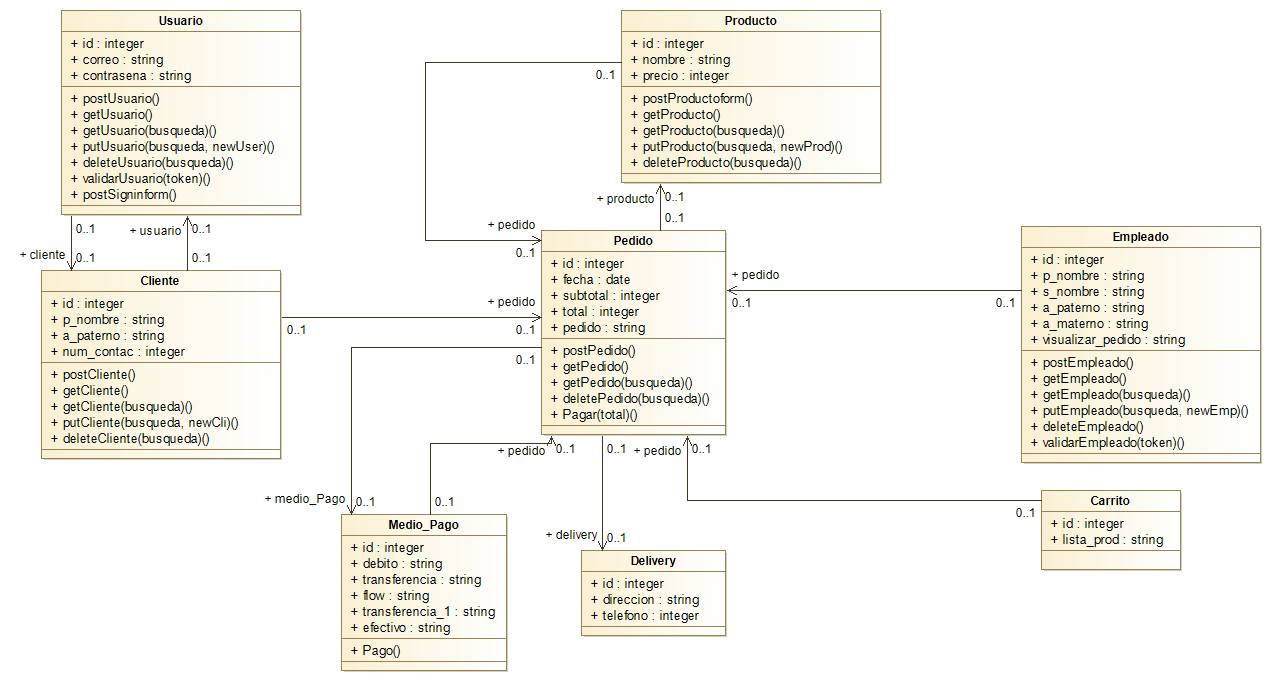 Usuario
+ id : integer
+ correo : string
+ contrasena : string
+ postUsuario()
+ getUsuario()
+ getUsuario(busqueda)()
+ putUsuario(busqueda, newUser)()
+ deleteUsuario(busqueda)()
+ validarUsuario(token)()
+ postSigninform()
Producto
+ id : integer
+ nombre : string
+ precio : integer
+ postProductoform()
+ getProducto()
+ getProducto(busqueda)()
+ putProducto(busqueda, newProd)()
+ deleteProducto(busqueda)()
0..1
+ pedido
0..1
+ producto
0..1
0..1
0..1
+ cliente
0..1
+ usuario
0..1
0..1
Cliente
+ id : integer
+ p_nombre : string
+ a_paterno : string
+ num_contac : integer
+ postCliente()
+ getCliente()
+ getCliente(busqueda)()
+ putCliente(busqueda, newCli)()
+ deleteCliente(busqueda)()
+ pedido
0..1
0..1
Pedido
+ id : integer
+ fecha : date
+ subtotal : integer
+ total : integer
+ pedido : string
+ postPedido()
+ getPedido()
+ getPedido(busqueda)()
+ deletePedido(busqueda)()
+ Pagar(total)()
+ pedido
0..1
0..1
Empleado
+ id : integer
+ p_nombre : string
+ s_nombre : string
+ a_paterno : string
+ a_materno : string
+ visualizar_pedido : string
+ postEmpleado()
+ getEmpleado()
+ getEmpleado(busqueda)()
+ putEmpleado(busqueda, newEmp)()
+ deleteEmpleado()
+ validarEmpleado(token)()
0..1
+ medio_Pago
0..1
+ pedido
0..1
0..1
0..1
+ delivery
0..1
+ pedido
0..1
0..1
Medio_Pago
+ id : integer
+ debito : string
+ transferencia : string
+ flow : string
+ transferencia_1 : string
+ efectivo : string
+ Pago()
Delivery
+ id : integer
+ direccion : string
+ telefono : integer
Carrito
+ id : integer
+ lista_prod : string